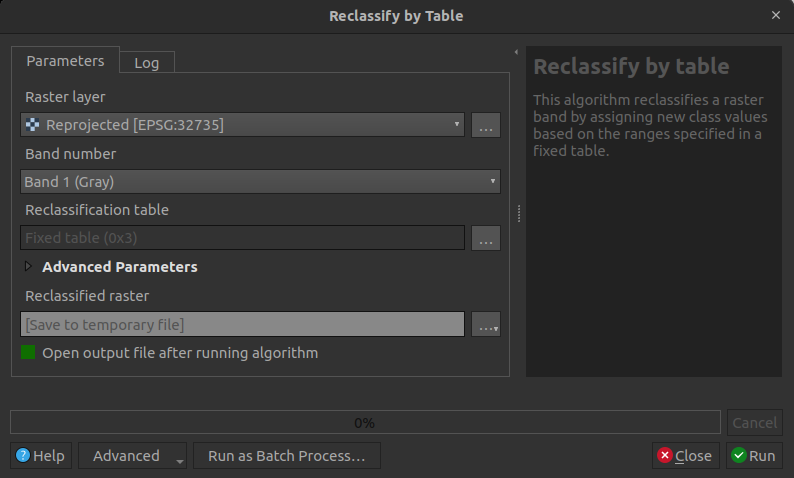 Reclassify by Table
Parameters
Log
Raster layer
Reprojected [EPSG:32735]
...
Band number
Band 1 (Gray)
Reclassification table
Fixed table (0x3)
...
Advanced Parameters
Reclassified raster
[Save to temporary file]
...
Open output file after running algorithm
Reclassify by table
This algorithm reclassifies a raster
band by assigning new class values
based on the ranges specified in a
fixed table.
0%
Cancel
Help
Advanced
Run as Batch Process...
Close
Run